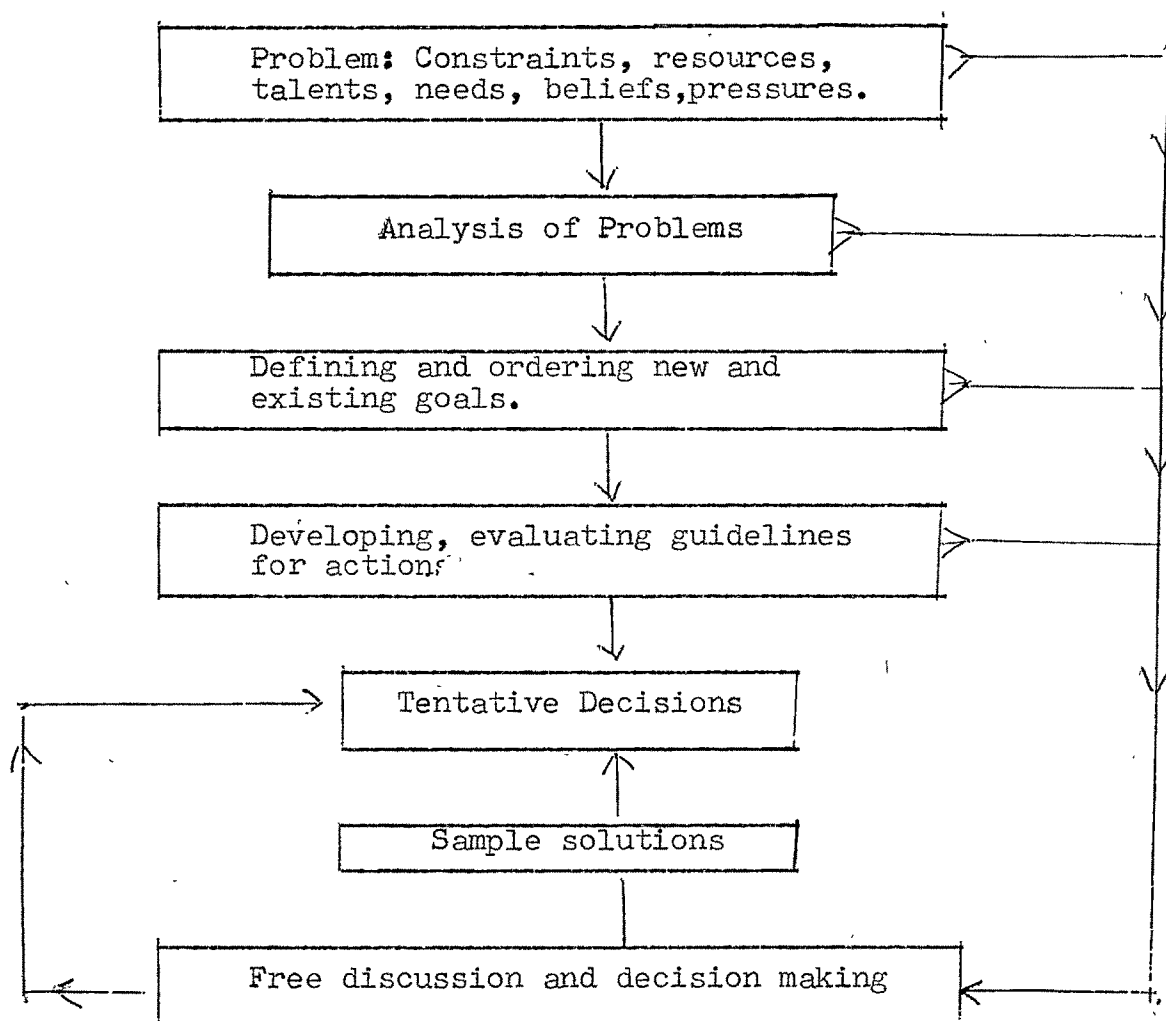 Problem: Constraints, resources,
talents, needs, beliefs,pressures.
Analysis of Problems
Defining and ordering new and
existing goals.
Developing, evaluating guidelines
for actions
Tentative Decisions
Sample solutions
Free discussion and decision making